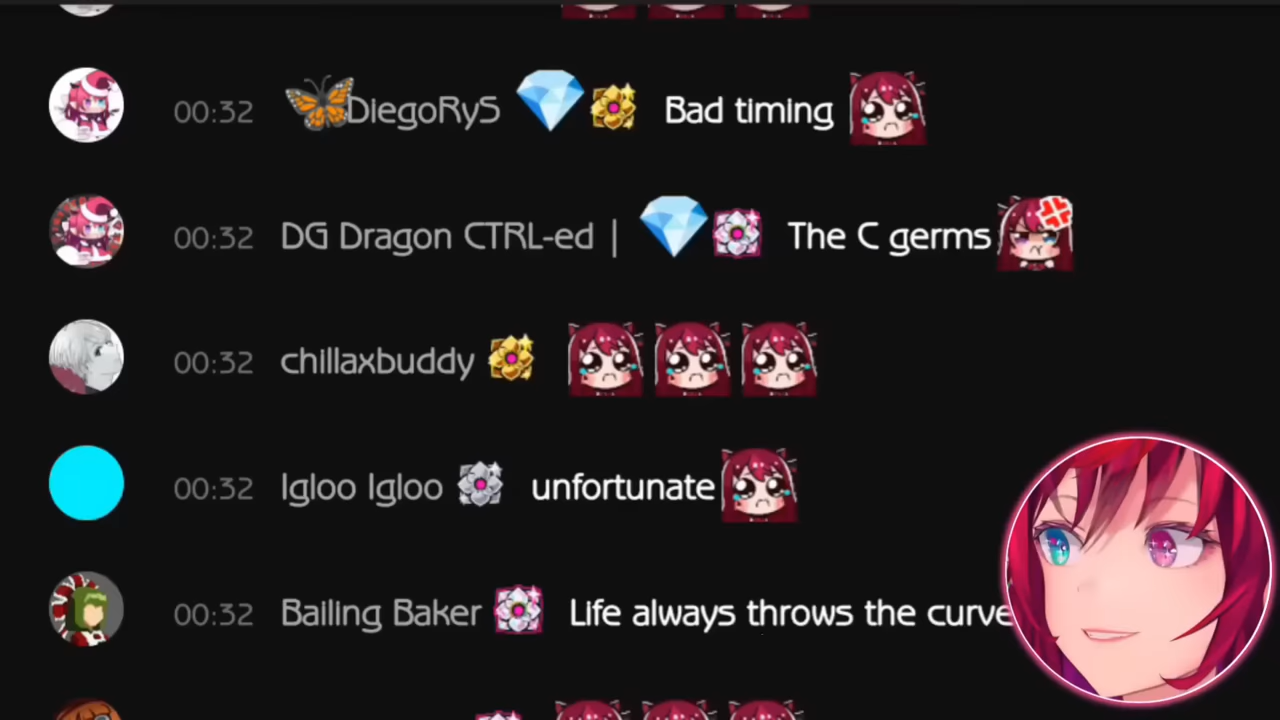 00:32 DiegoRyS Bad timing
00:32 DG Dragon CTRL-ed | The C germs
00:32 chillaxbuddy
00:32 Igloo Igloo unfortunate
00:32 Bailing Baker Life always throws the curve